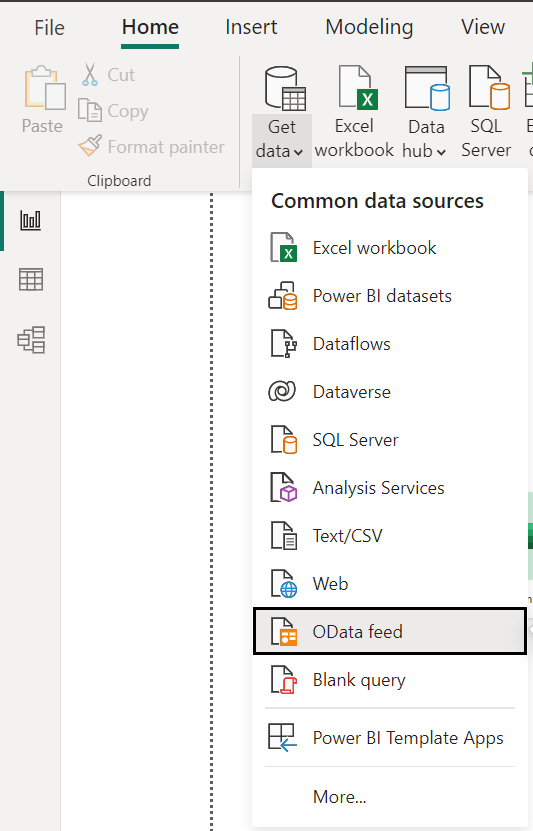 File Home Insert Modeling View
Paste
Cut
Copy
Format painter
Clipboard
Get data
Excel workbook
Data hub
SQL Server
Common data sources
Excel workbook
Power BI datasets
Dataflows
Dataverse
SQL Server
Analysis Services
Text/CSV
Web
OData feed
Blank query
Power BI Template Apps
More...